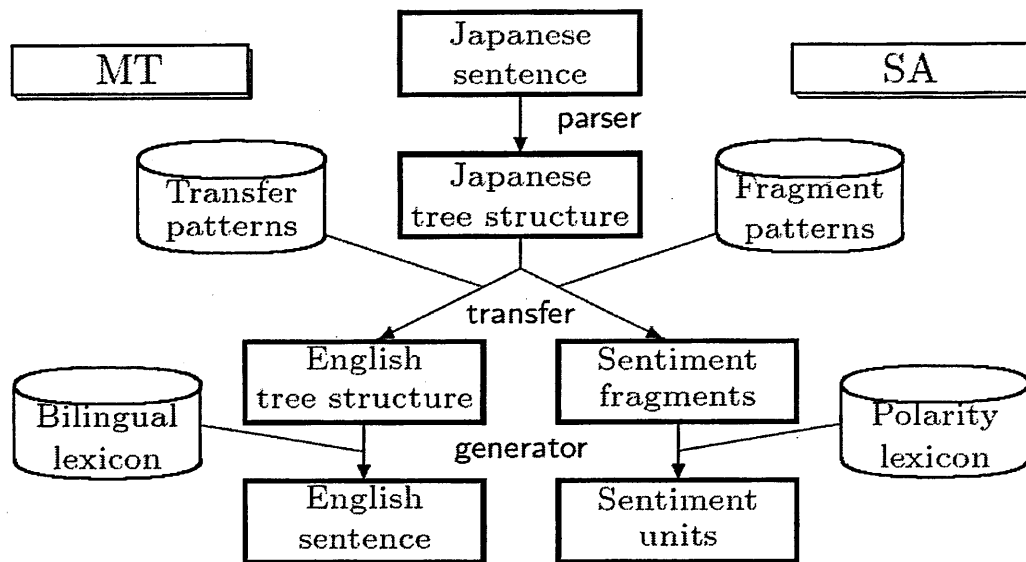 MT
Japanese
sentence
SA
parser
Transfer
patterns
Japanese
tree structure
Fragment
patterns
transfer
English
tree structure
Sentiment
fragments
Bilingual
lexicon
generator
Polarity
lexicon
English
sentence
Sentiment
units